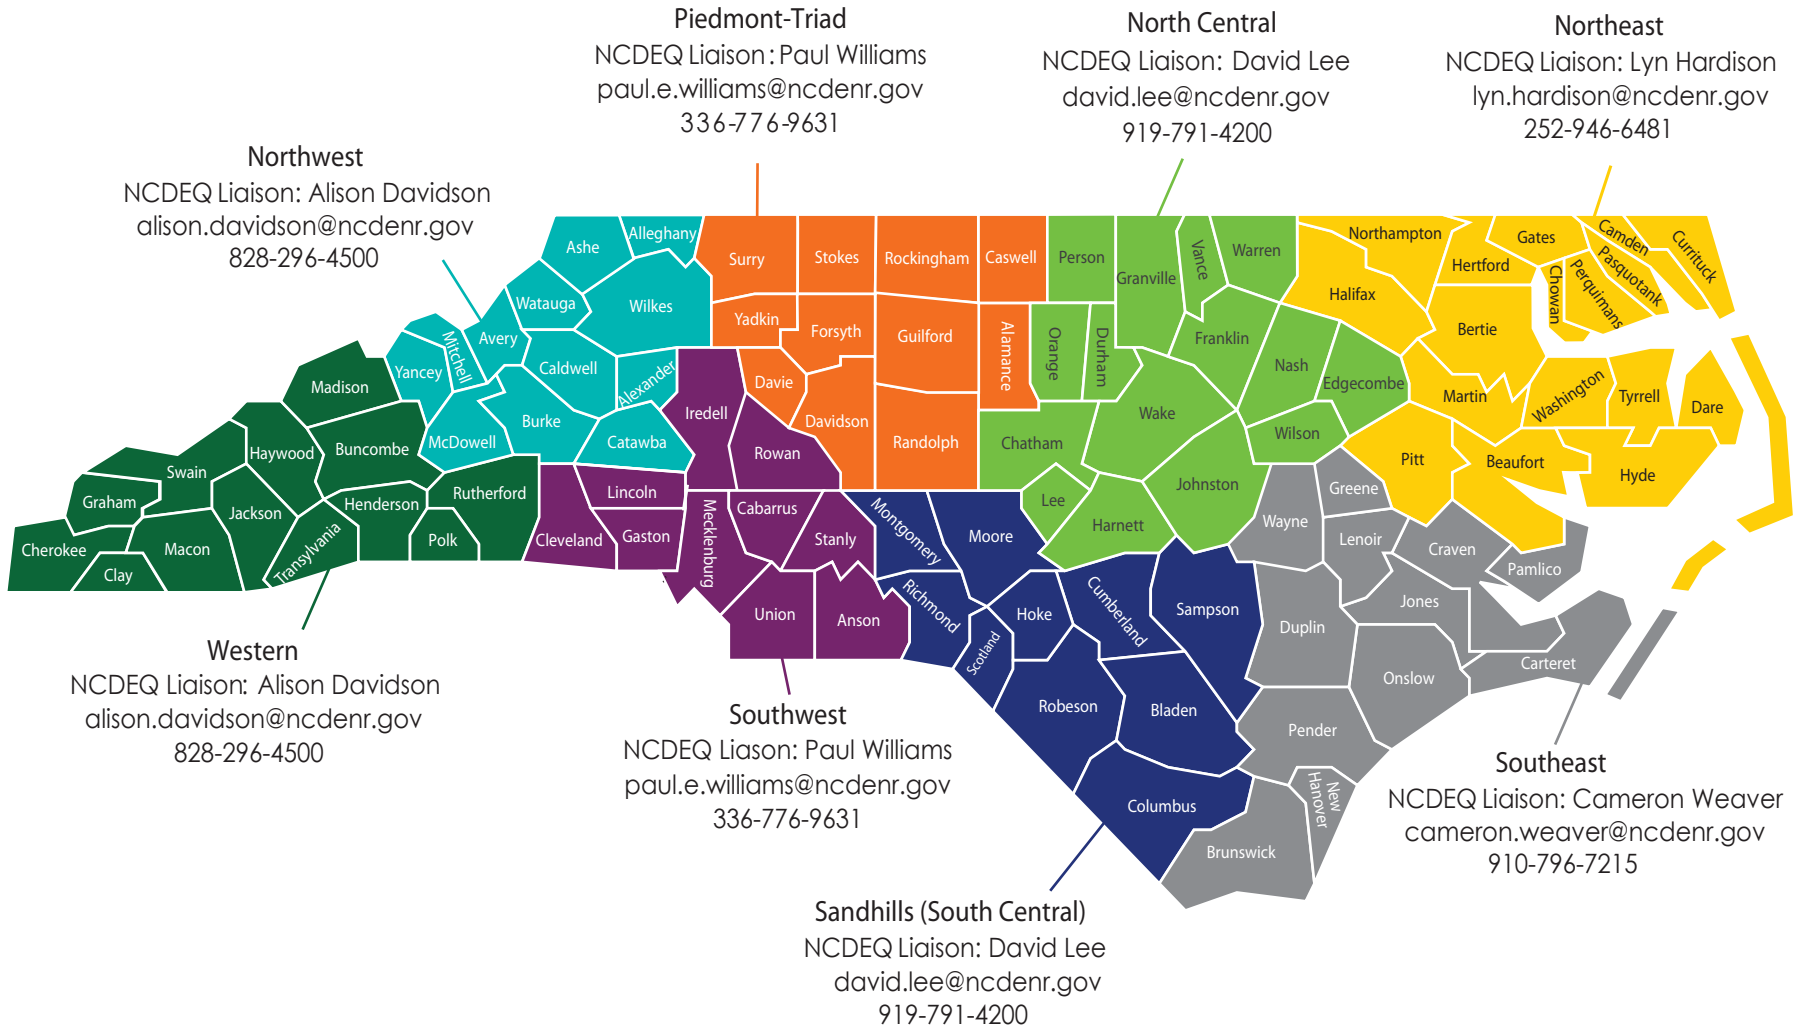 Piedmont-Triad
NCDEQ Liaison: Paul Williams
paul.e.williams@ncdenr.gov
336-776-9631
North Central
NCDEQ Liaison: David Lee
david.lee@ncdenr.gov
919-791-4200
Northeast
NCDEQ Liaison: Lyn Hardison
lyn.hardison@ncdenr.gov
252-946-6481
Northwest
NCDEQ Liaison: Alison Davidson
alison.davidson@ncdenr.gov
828-296-4500
Ashe
Alleghany
Watauga
Wilkes
Avery
Mitchell
Yancey
Caldwell
Alexander
Burke
McDowell
Catawba
Surry
Stokes
Rockingham
Caswell
Yadkin
Forsyth
Guilford
Alamance
Davie
Davidson
Randolph
Person
Granville
Vance
Warren
Orange
Durham
Franklin
Nash
Edgecombe
Wake
Chatham
Wilson
Lee
Harnett
Johnston
Northampton
Gates
Camden
Currituck
Hertford
Pasquotank
Perquimans
Chowan
Halifax
Bertie
Martin
Washington
Tyrrell
Dare
Pitt
Beaufort
Hyde
Madison
Buncombe
Haywood
Swain
Graham
Jackson
Henderson
Rutherford
Transylvania
Polk
Cherokee
Macon
Clay
Iredell
Rowan
Lincoln
Cleveland
Gaston
Mecklenburg
Cabarrus
Stanly
Union
Anson
Montgomery
Moore
Richmond
Hoke
Scotland
Cumberland
Sampson
Robeson
Bladen
Columbus
Greene
Wayne
Lenoir
Craven
Pamlico
Jones
Duplin
Carteret
Onslow
Pender
New
Hanover
Brunswick
Western
NCDEQ Liaison: Alison Davidson
alison.davidson@ncdenr.gov
828-296-4500
Southwest
NCDEQ Liason: Paul Williams
paul.e.williams@ncdenr.gov
336-776-9631
Southeast
NCDEQ Liaison: Cameron Weaver
cameron.weaver@ncdenr.gov
910-796-7215
Sandhills (South Central)
NCDEQ Liaison: David Lee
david.lee@ncdenr.gov
919-791-4200